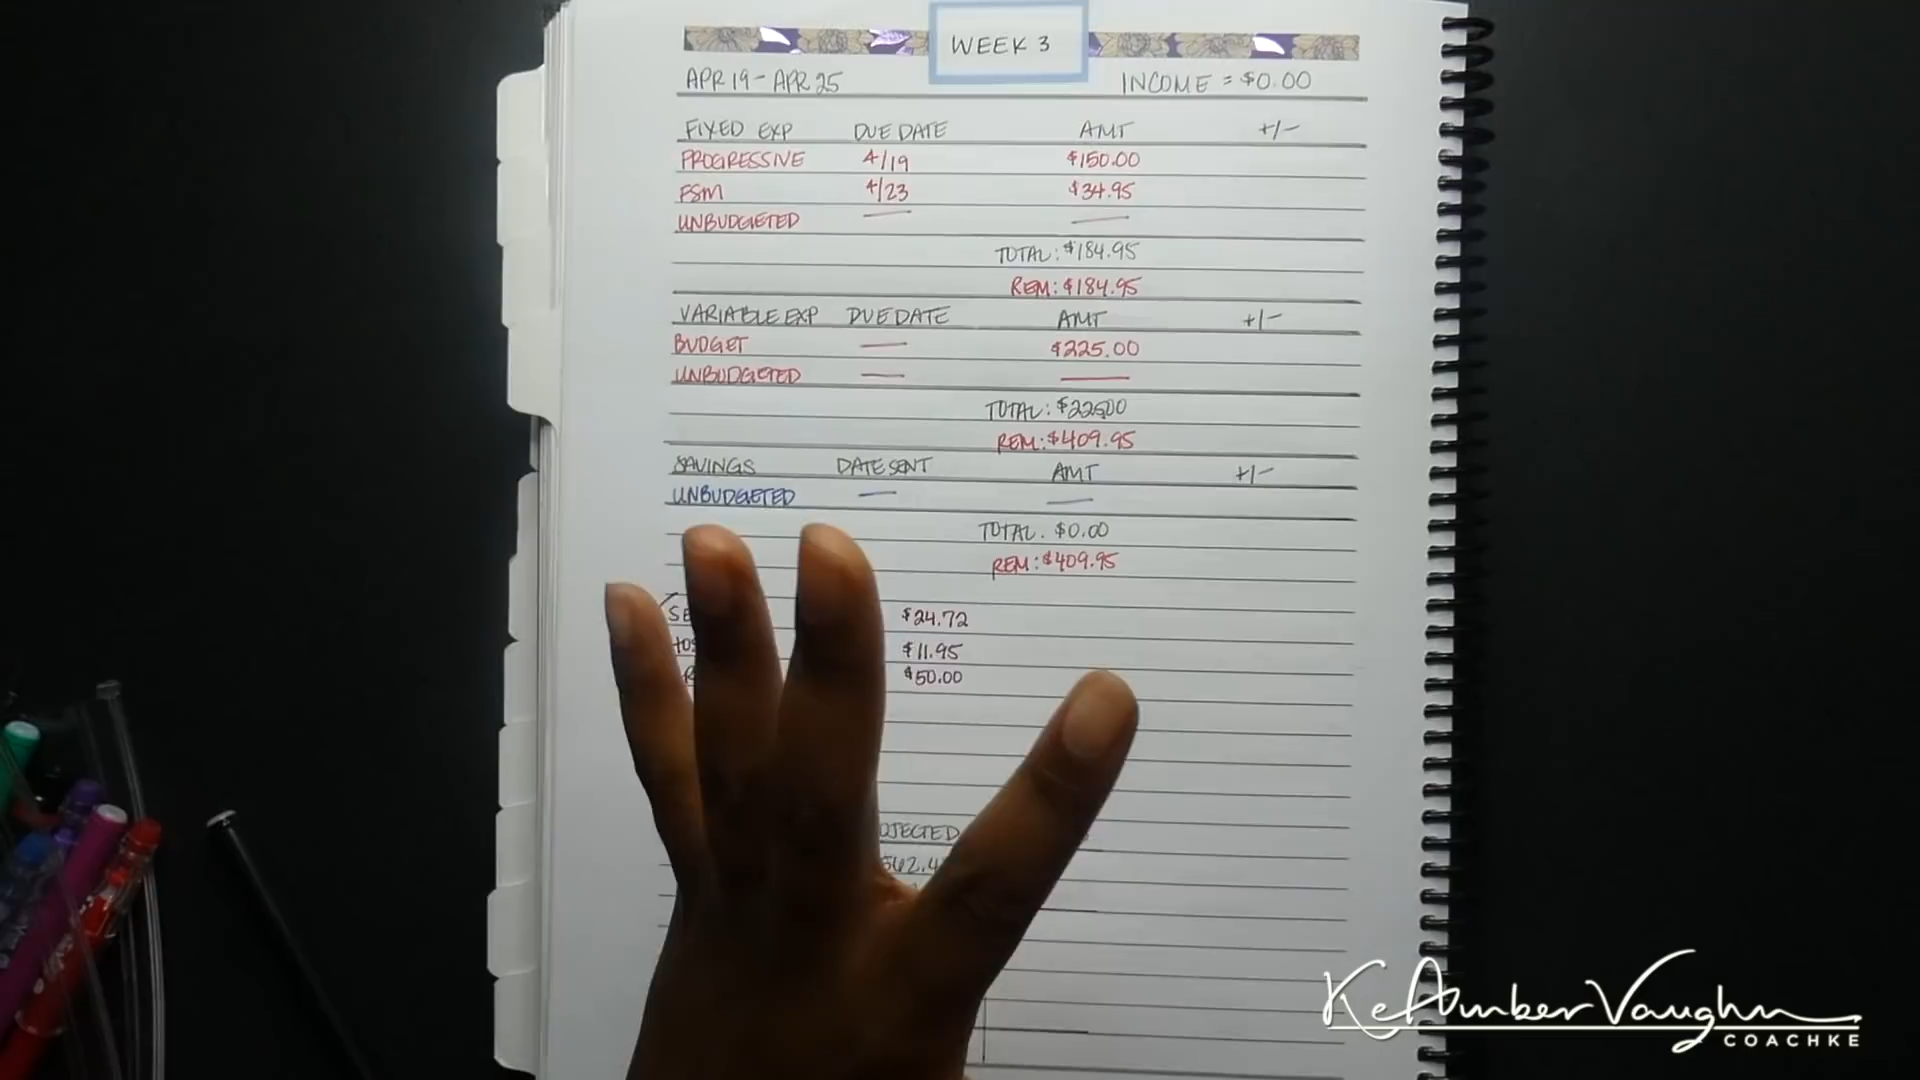 WEEK 3
APR 19 - APR 25 INCOME = $0.00
FIXED EXP DUE DATE AMT +/-
PROGRESSIVE 4/19 $150.00
FSM 4/23 $34.95
UNBUDGETED — —
TOTAL: $184.95
REM: $184.95
VARIABLE EXP DUE DATE AMT +/-
BUDGET — $225.00
UNBUDGETED — —
TOTAL: $225.00
REM: $409.95
SAVINGS DATE SENT AMT +/-
UNBUDGETED — —
TOTAL. $0.00
REM: $409.95
$24.72
$11.95
$50.00
KeAmber Vaughn
COACHKE